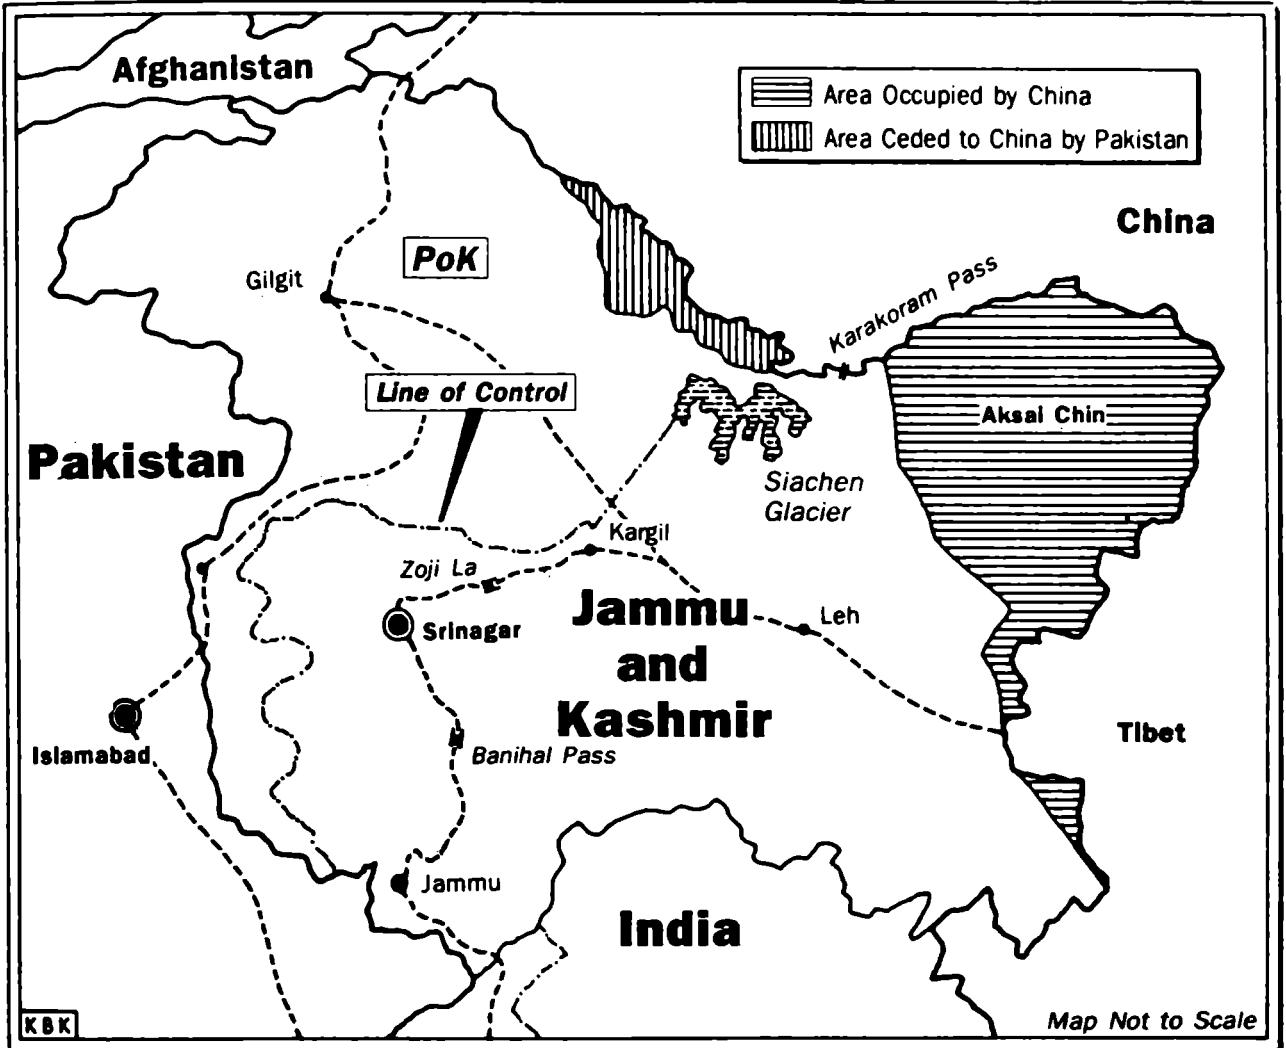 Afghanistan
Area Occupied by China
Area Ceded to China by Pakistan
China
PoK
Gilgit
Karakoram Pass
Line of Control
Aksai Chin
Pakistan
Siachen
Glacier
Kargil
Zoji La
Jammu
and
Kashmir
Leh
Srinagar
Islamabad
Banihal Pass
Tibet
Jammu
India
KBK
Map Not to Scale